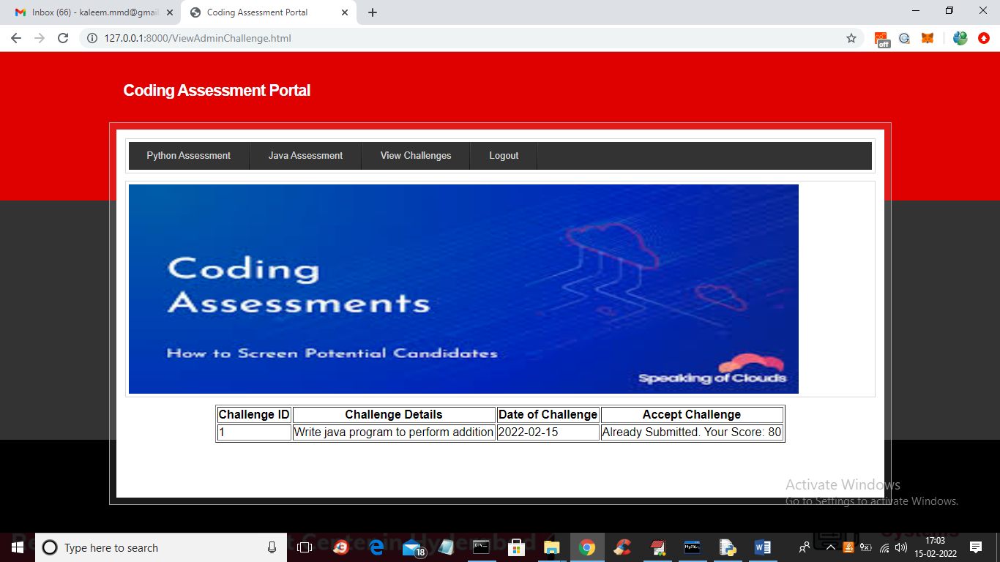 Inbox (66) - kaleem.mmd@gmail
Coding Assessment Portal
127.0.0.1:8000/ViewAdminChallenge.html
off
Coding Assessment Portal
Python Assessment Java Assessment View Challenges Logout
Coding
Assessments
How to Screen Potential Candidates
Speaking of Clouds
Challenge ID Challenge Details Date of Challenge Accept Challenge
1 Write java program to perform addition 2022-02-15 Already Submitted. Your Score: 80
Activate Windows
Go to Settings to activate Windows.
Type here to search
18
17:03
15-02-2022